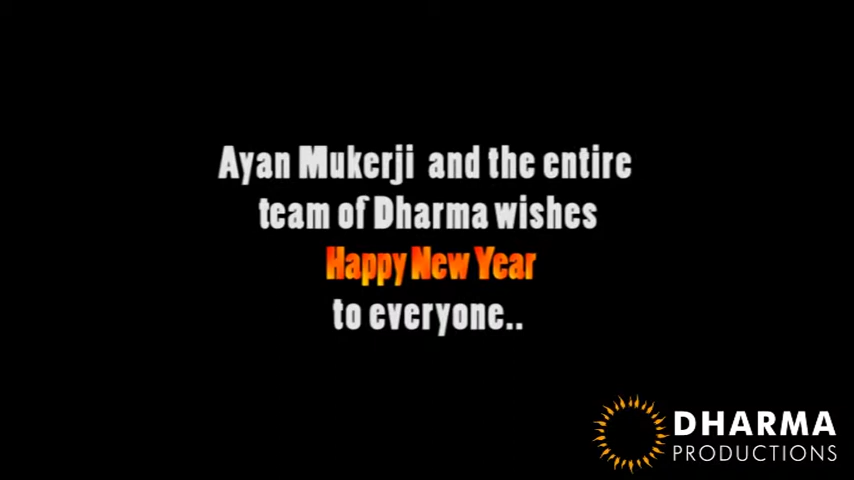 Ayan Mukerji and the entire
team of Dharma wishes
Happy New Year
to everyone..
DHARMA
PRODUCTIONS